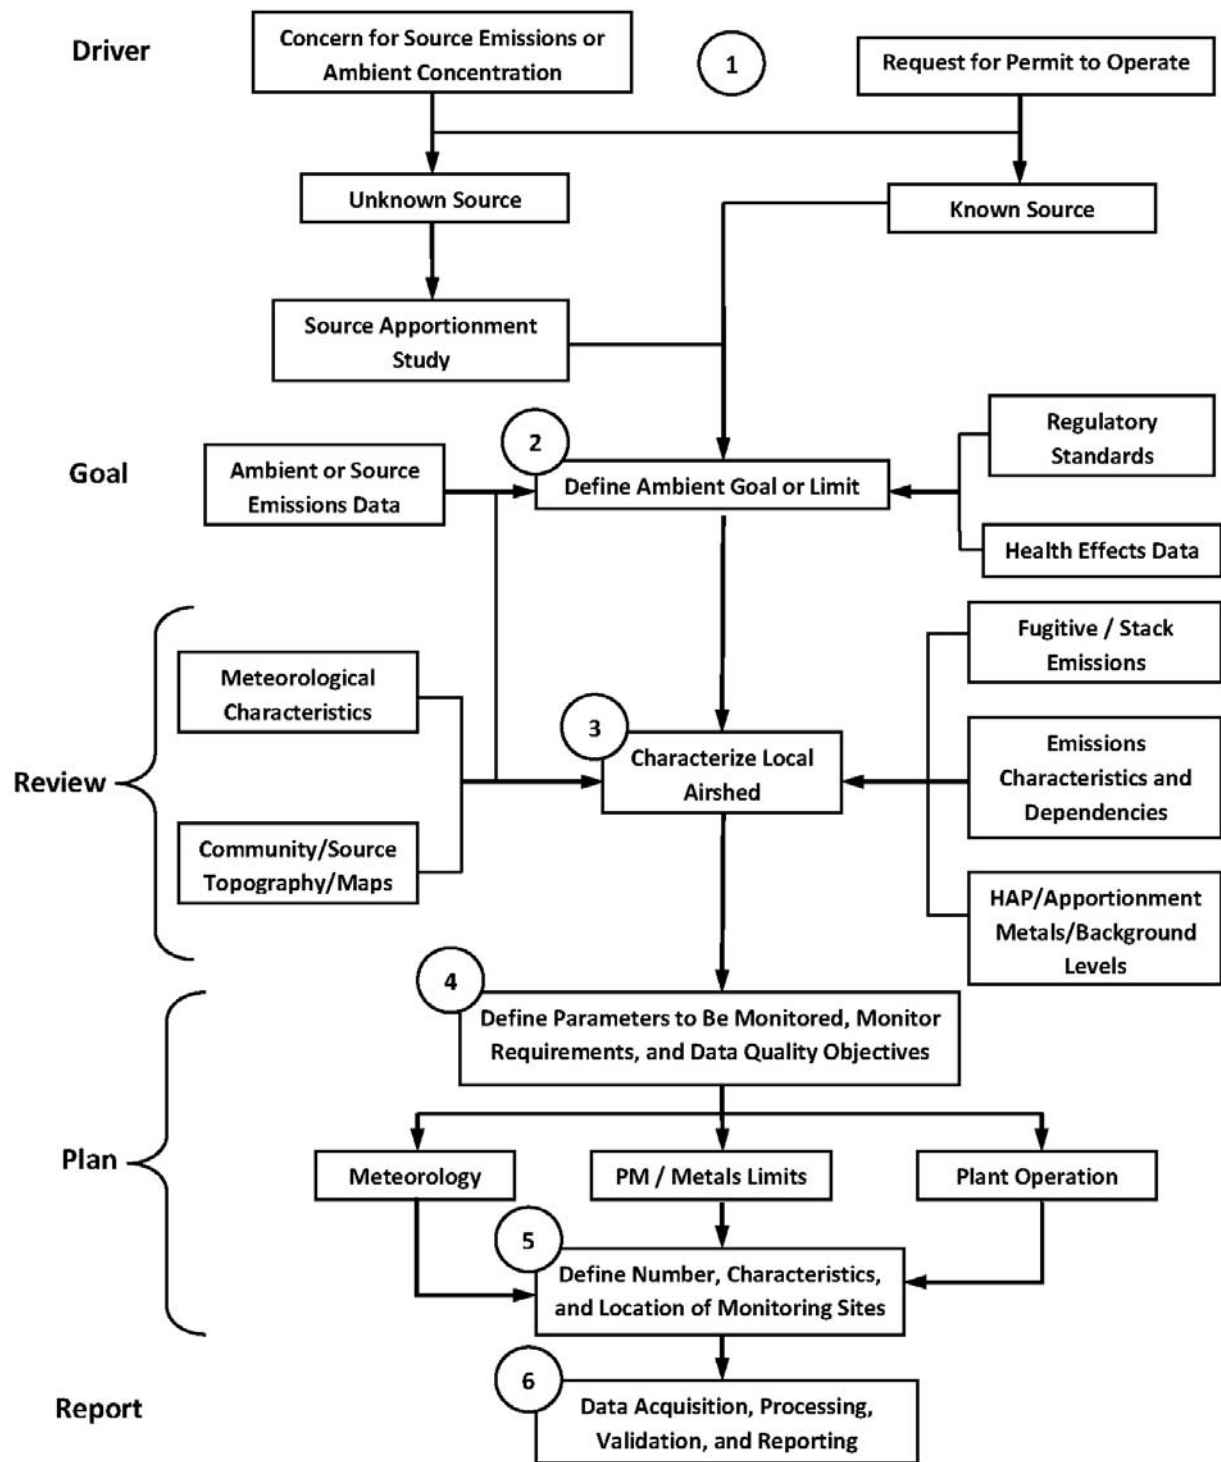 Driver
Concern for Source Emissions or
Ambient Concentration
1
Request for Permit to Operate
Unknown Source
Known Source
Source Apportionment
Study
Goal
Ambient or Source
Emissions Data
2
Define Ambient Goal or Limit
Regulatory
Standards
Health Effects Data
Review
Meteorological
Characteristics
Community/Source
Topography/Maps
3
Characterize Local
Airshed
Fugitive / Stack
Emissions
Emissions
Characteristics and
Dependencies
HAP/Apportionment
Metals/Background
Levels
Plan
4
Define Parameters to Be Monitored, Monitor
Requirements, and Data Quality Objectives
Meteorology
PM / Metals Limits
Plant Operation
5
Define Number, Characteristics,
and Location of Monitoring Sites
Report
6
Data Acquisition, Processing,
Validation, and Reporting